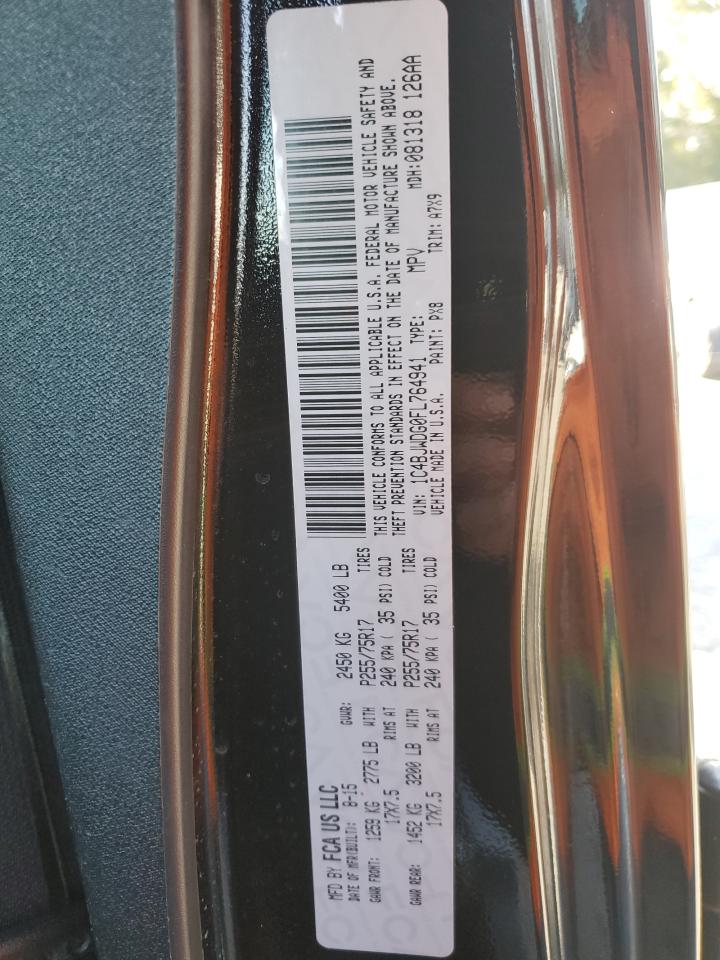 MFD BY FCA US LLC
DATE OF MFR(BUILT): 8-15 GVWR: 2450 KG 5400 LB
GAWR FRONT: 1259 KG 2775 LB WITH P255/75R17 TIRES
17X7.5 RIMS AT 240 KPA ( 35 PSI) COLD
GAWR REAR: 1452 KG 3200 LB WITH P255/75R17 TIRES
17X7.5 RIMS AT 240 KPA ( 35 PSI) COLD
THIS VEHICLE CONFORMS TO ALL APPLICABLE U.S.A. FEDERAL MOTOR VEHICLE SAFETY AND
THEFT PREVENTION STANDARDS IN EFFECT ON THE DATE OF MANUFACTURE SHOWN ABOVE.
VIN: 1C4BJWDG0FL764941 TYPE: MPV MDH:081318 126AA
VEHICLE MADE IN U.S.A. PAINT: PX8 TRIM: A7X9